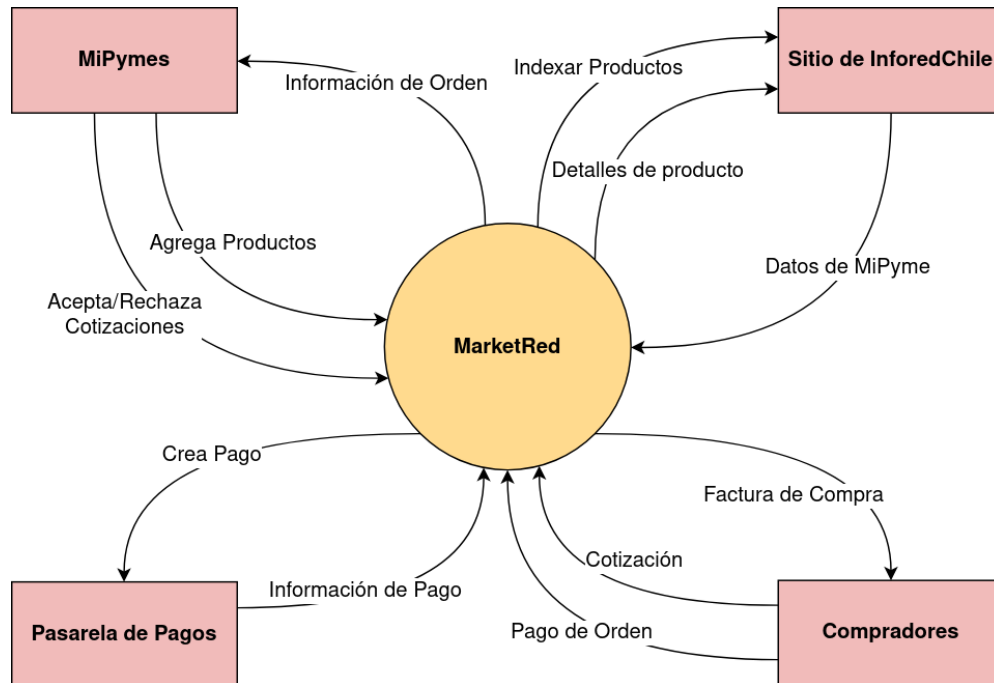 MiPymes
Sitio de InforedChile
Información de Orden
Indexar Productos
Detalles de producto
Agrega Productos
Datos de MiPyme
Acepta/Rechaza
Cotizaciones
MarketRed
Crea Pago
Factura de Compra
Cotización
Información de Pago
Pago de Orden
Pasarela de Pagos
Compradores